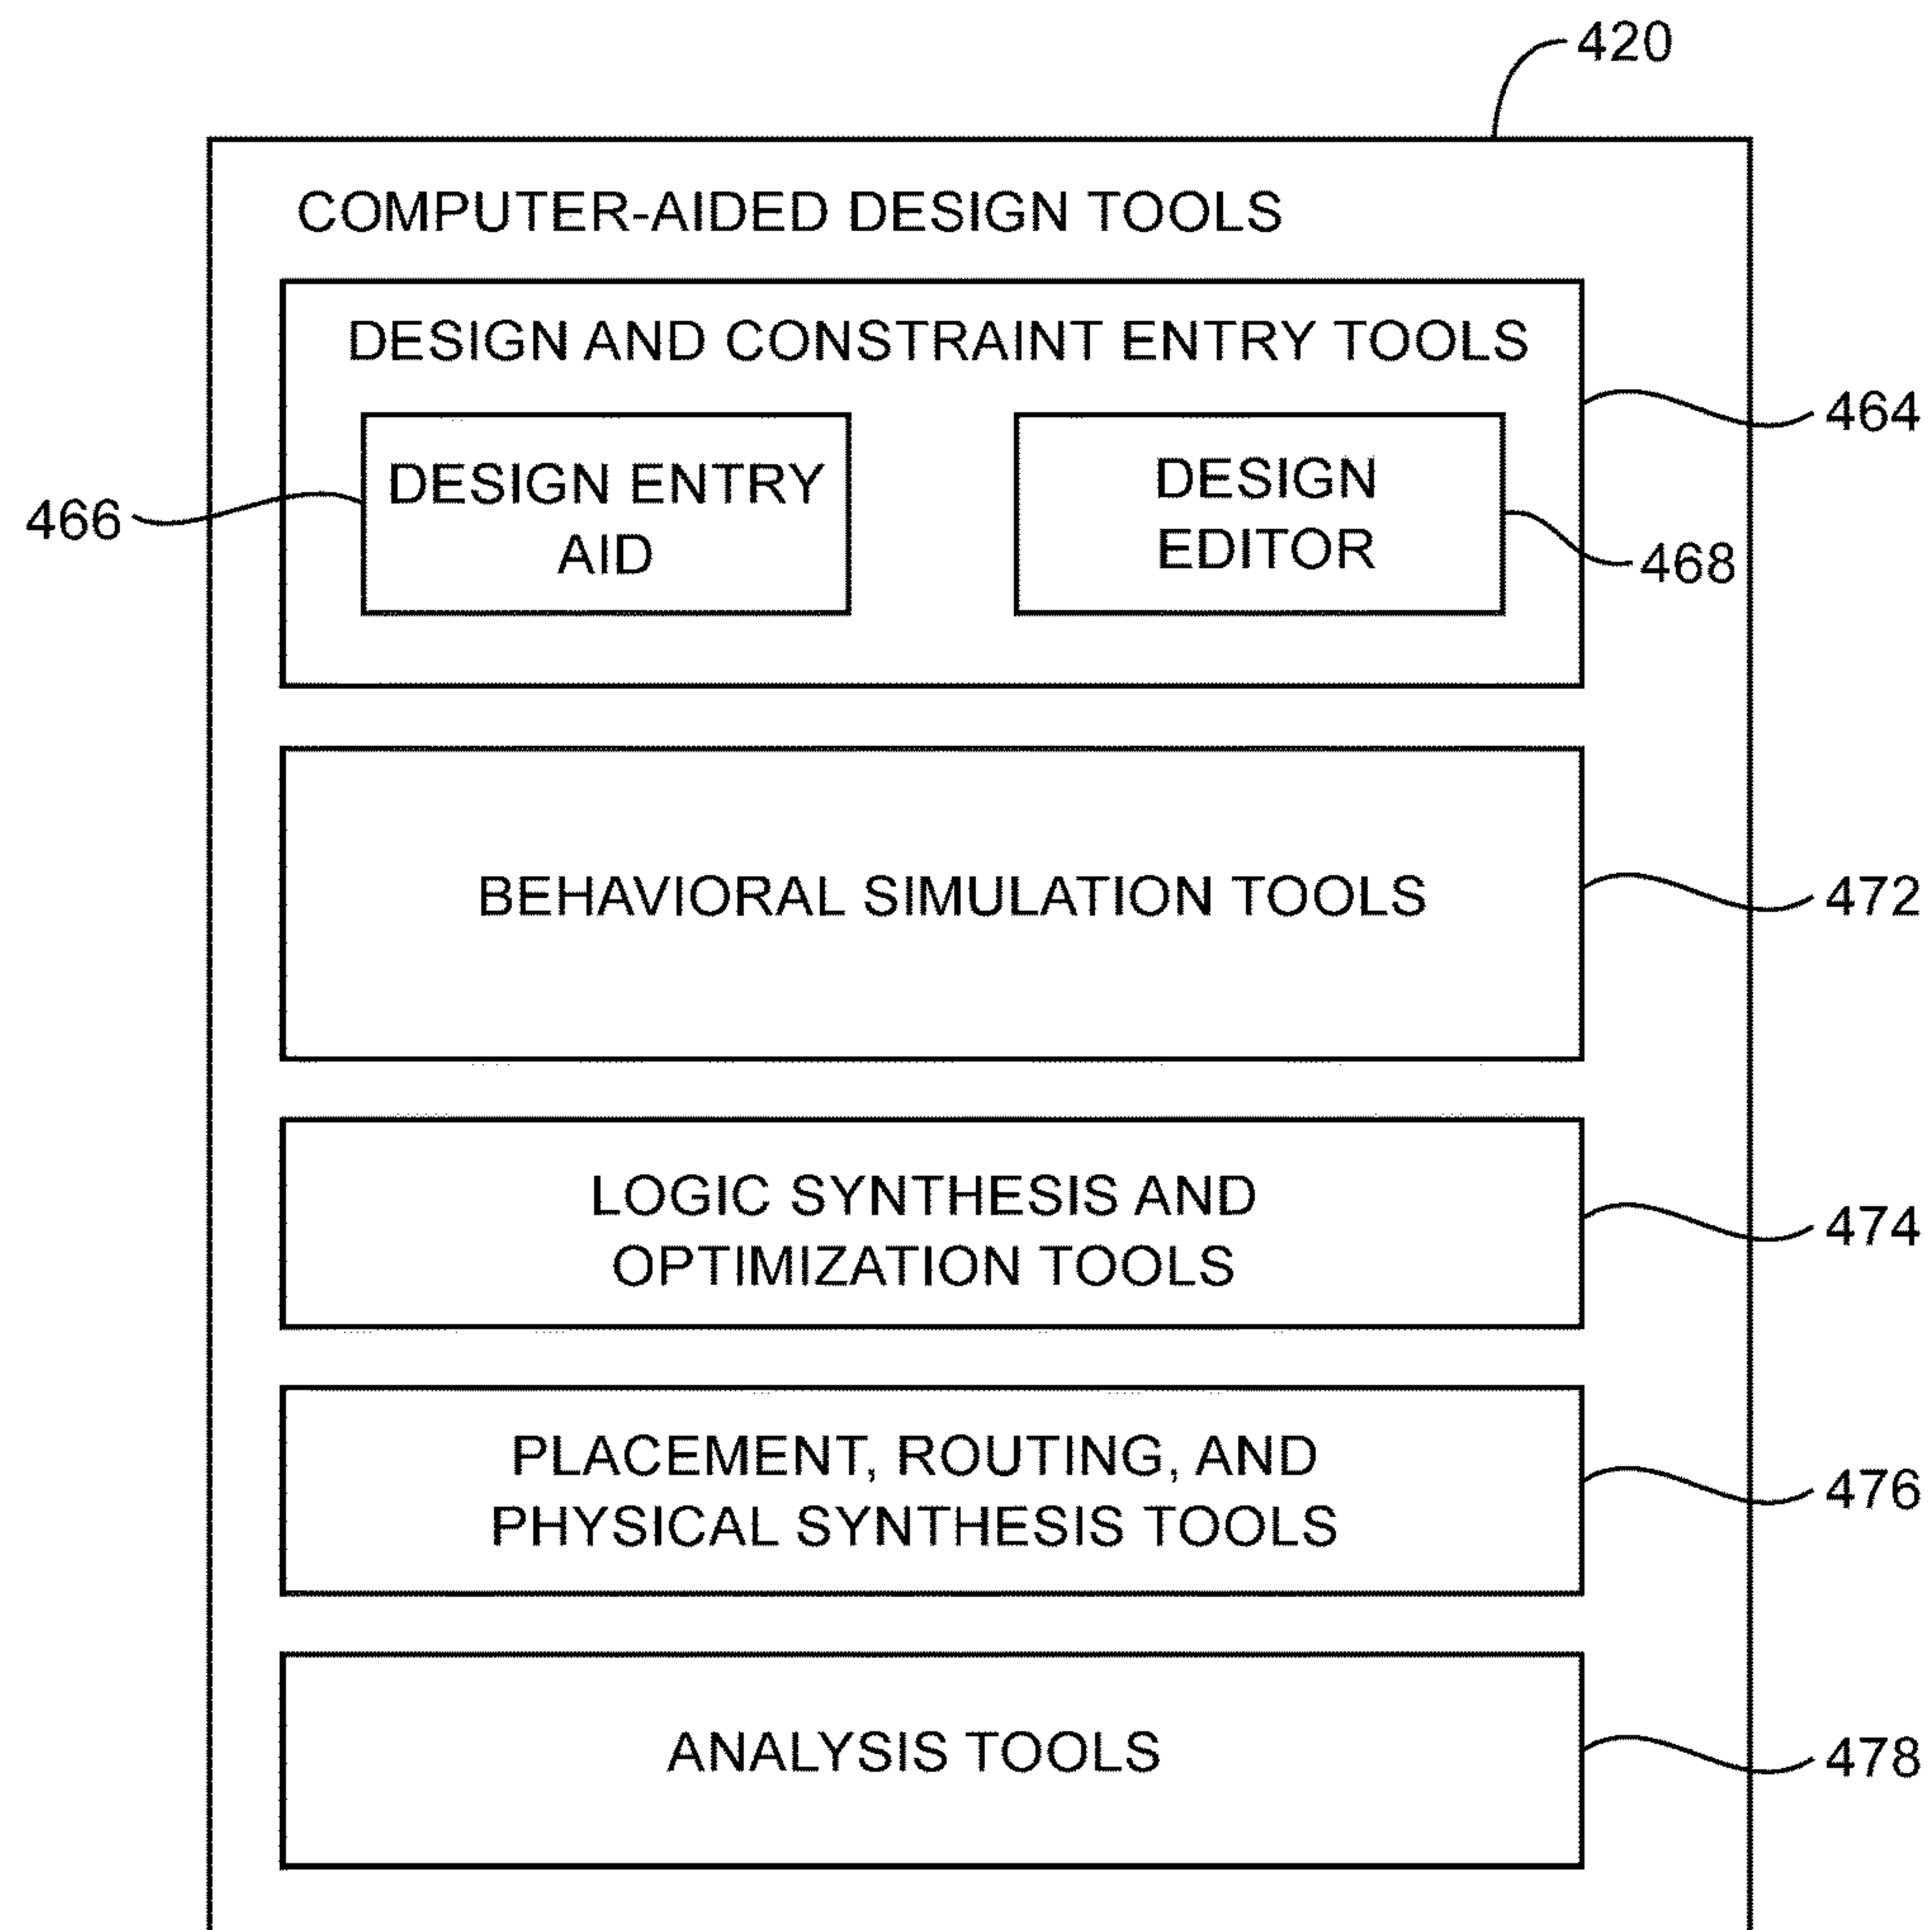 420
COMPUTER-AIDED DESIGN TOOLS
DESIGN AND CONSTRAINT ENTRY TOOLS
464
466
DESIGN ENTRY
AID
DESIGN
EDITOR
468
BEHAVIORAL SIMULATION TOOLS
472
LOGIC SYNTHESIS AND
OPTIMIZATION TOOLS
474
PLACEMENT, ROUTING, AND
PHYSICAL SYNTHESIS TOOLS
476
ANALYSIS TOOLS
478